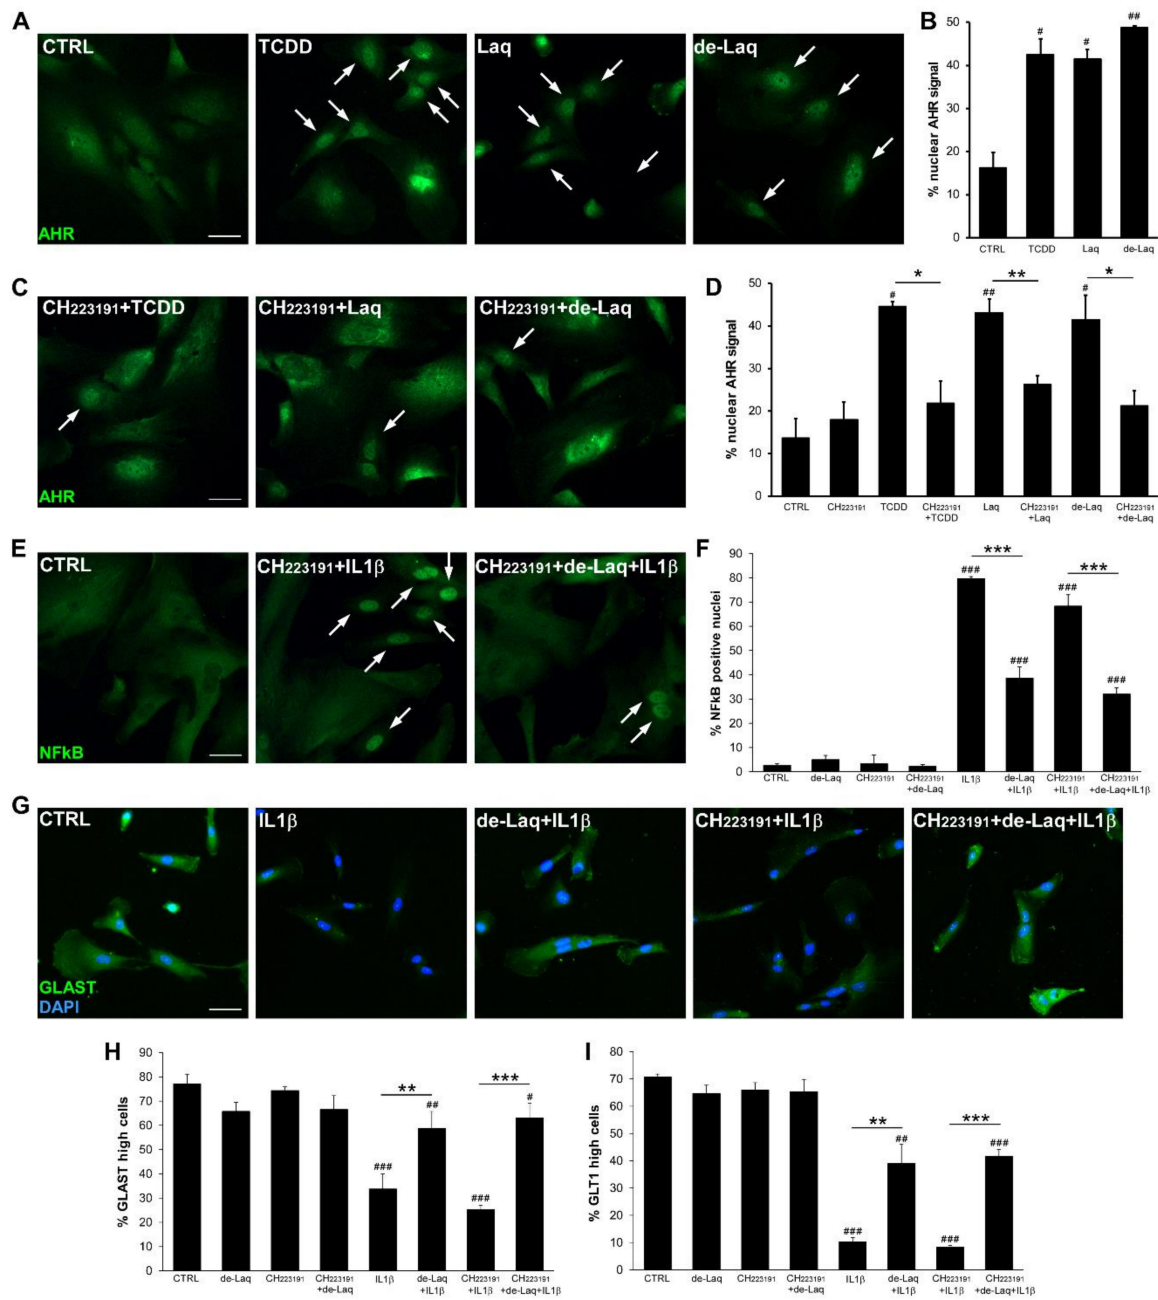 A
CTRL
TCDD
Laq
de-Laq
AHR
B
% nuclear AHR signal
50
40
30
20
10
0
#
#
##
CTRL
TCDD
Laq
de-Laq
C
CH223191+TCDD
CH223191+Laq
CH223191+de-Laq
AHR
D
% nuclear AHR signal
50
40
30
20
10
0
#
*
##
**
#
*
CTRL
CH223191
TCDD
CH223191
+TCDD
Laq
CH223191
+Laq
de-Laq
CH223191
+de-Laq
E
CTRL
CH223191+IL1β
CH223191+de-Laq+IL1β
NFkB
F
% NFkB positive nuclei
90
80
70
60
50
40
30
20
10
0
###
***
###
###
***
###
CTRL
de-Laq
CH223191
CH223191
+de-Laq
IL1β
de-Laq
+IL1β
CH223191
+IL1β
CH223191
+de-Laq+IL1β
G
CTRL
IL1β
de-Laq+IL1β
CH223191+IL1β
CH223191+de-Laq+IL1β
GLAST
DAPI
H
% GLAST high cells
90
80
70
60
50
40
30
20
10
0
###
**
##
###
***
#
CTRL
de-Laq
CH223191
CH223191
+de-Laq
IL1β
de-Laq
+IL1β
CH223191
+IL1β
CH223191
+de-Laq+IL1β
I
% GLT1 high cells
80
70
60
50
40
30
20
10
0
###
**
##
###
***
###
CTRL
de-Laq
CH223191
CH223191
+de-Laq
IL1β
de-Laq
+IL1β
CH223191
+IL1β
CH223191
+de-Laq+IL1β